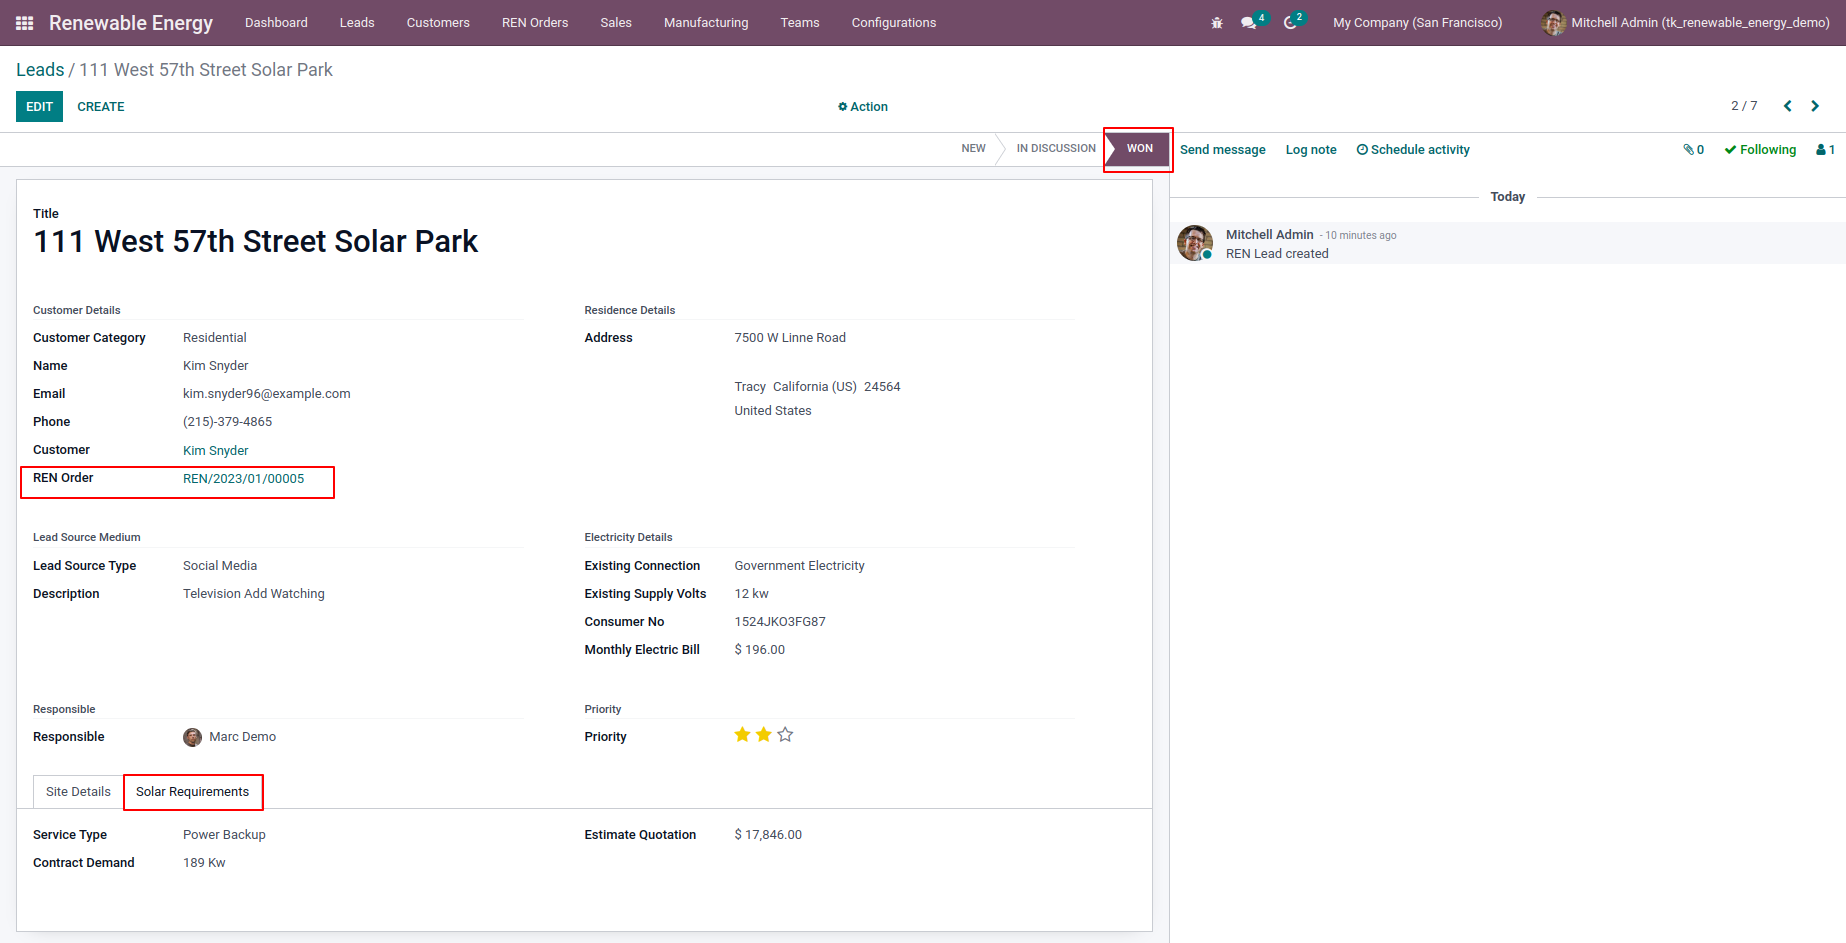 Renewable Energy Dashboard Leads Customers REN Orders Sales Manufacturing Teams Configurations 4 2 My Company (San Francisco) Mitchell Admin (tk_renewable_energy_demo)
Leads / 111 West 57th Street Solar Park
EDIT CREATE Action 2 / 7
NEW IN DISCUSSION WON Send message Log note Schedule activity 0 Following 1
Today
Mitchell Admin - 10 minutes ago
REN Lead created
Title
111 West 57th Street Solar Park
Customer Details
Customer Category Residential
Name Kim Snyder
Email kim.snyder96@example.com
Phone (215)-379-4865
Customer Kim Snyder
REN Order REN/2023/01/00005
Residence Details
Address 7500 W Linne Road
Tracy California (US) 24564
United States
Lead Source Medium
Lead Source Type Social Media
Description Television Add Watching
Electricity Details
Existing Connection Government Electricity
Existing Supply Volts 12 kw
Consumer No 1524JKO3FG87
Monthly Electric Bill $ 196.00
Responsible
Responsible Marc Demo
Priority
Priority
Site Details Solar Requirements
Service Type Power Backup
Contract Demand 189 Kw
Estimate Quotation $ 17,846.00